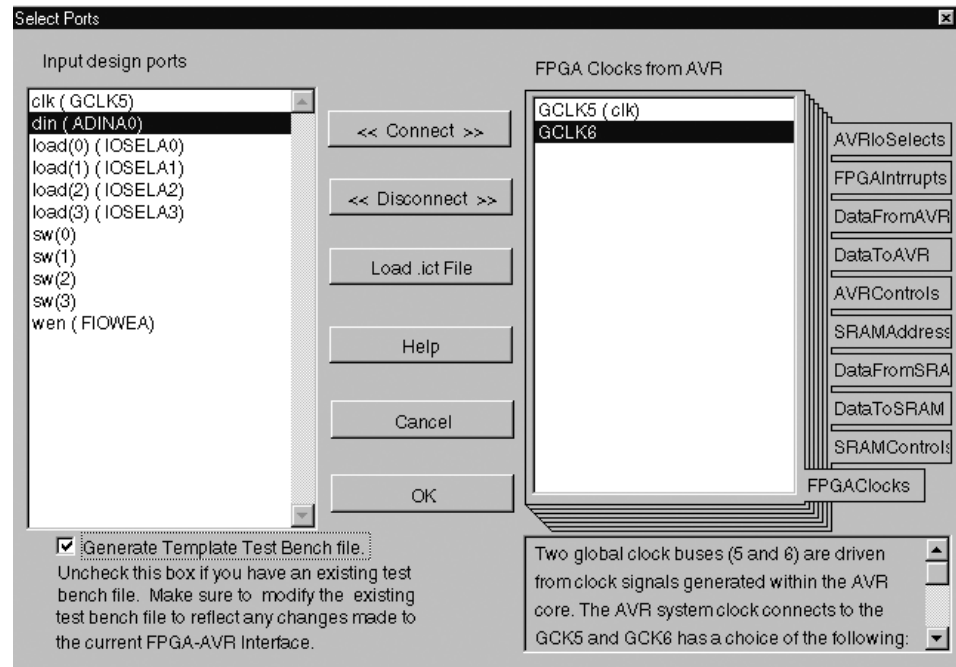 Select Ports
Input design ports
clk ( GCLK5)
din ( ADINA0)
load(0) ( IOSELA0)
load(1) ( IOSELA1)
load(2) ( IOSELA2)
load(3) ( IOSELA3)
sw(0)
sw(1)
sw(2)
sw(3)
wen ( FIOWEA)
<< Connect >>
<< Disconnect >>
Load .ict File
Help
Cancel
OK
FPGA Clocks from AVR
GCLK5 ( clk)
GCLK6
AVRIoSelects
FPGAIntrrupts
DataFromAVR
DataToAVR
AVRControls
SRAMAddress
DataFromSRA
DataToSRAM
SRAMControls
FPGAClocks
Generate Template Test Bench file.
Uncheck this box if you have an existing test
bench file. Make sure to modify the existing
test bench file to reflect any changes made to
the current FPGA-AVR Interface.
Two global clock buses (5 and 6) are driven
from clock signals generated within the AVR
core. The AVR system clock connects to the
GCK5 and GCK6 has a choice of the following: